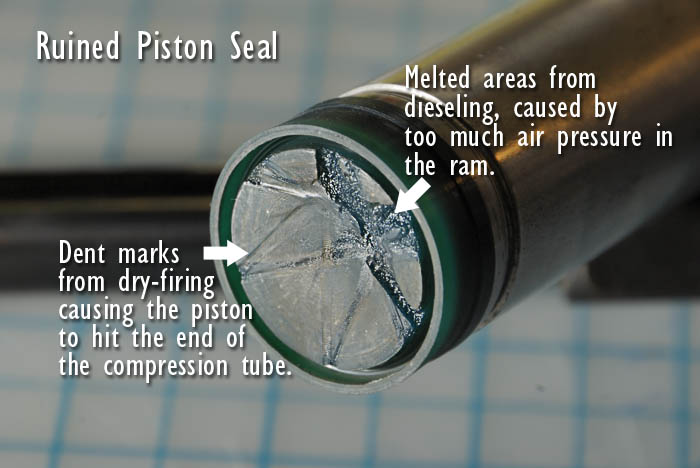 Ruined Piston Seal
Melted areas from
dieseling, caused by
too much air pressure in
the ram.
Dent marks
from dry-firing
causing the piston
to hit the end of
the compression tube.